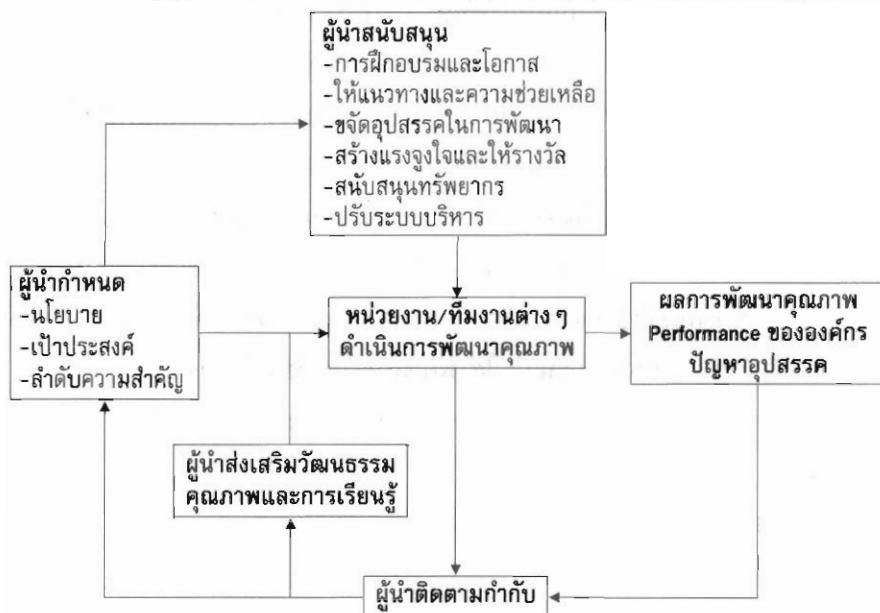 ผู้นำสนับสนุน
-การฝึกอบรมและโอกาส
-ให้แนวทางและความช่วยเหลือ
-ขจัดอุปสรรคในการพัฒนา
-สร้างแรงจูงใจและให้รางวัล
-สนับสนุนทรัพยากร
-ปรับระบบบริหาร
ผู้นำกำหนด
-นโยบาย
-เป้าประสงค์
-ลำดับความสำคัญ
หน่วยงาน/ทีมงานต่าง ๆ
ดำเนินการพัฒนาคุณภาพ
ผลการพัฒนาคุณภาพ
Performance ขององค์กร
ปัญหาอุปสรรค
ผู้นำส่งเสริมวัฒนธรรม
คุณภาพและการเรียนรู้
ผู้นำติดตามกำกับ